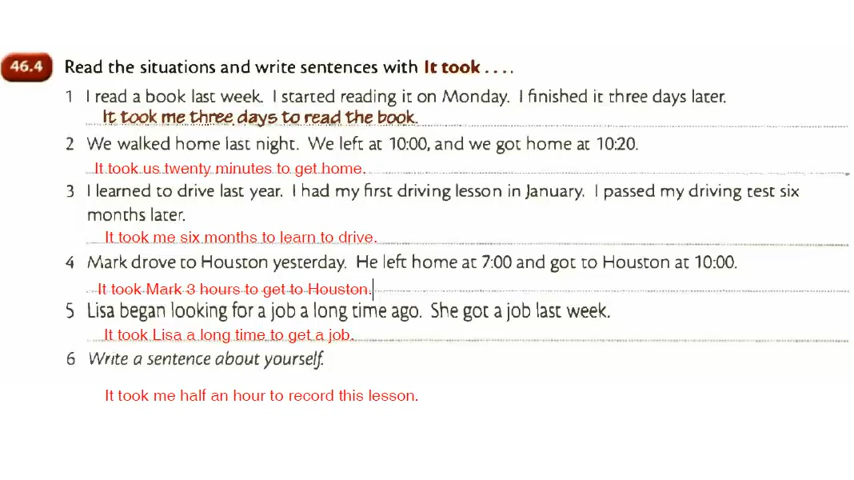 46.4 Read the situations and write sentences with It took . . . .
1 I read a book last week. I started reading it on Monday. I finished it three days later.
It took me three days to read the book.
2 We walked home last night. We left at 10:00, and we got home at 10:20.
It took us twenty minutes to get home.
3 I learned to drive last year. I had my first driving lesson in January. I passed my driving test six
months later.
It took me six months to learn to drive.
4 Mark drove to Houston yesterday. He left home at 7:00 and got to Houston at 10:00.
It took Mark 3 hours to get to Houston.
5 Lisa began looking for a job a long time ago. She got a job last week.
It took Lisa a long time to get a job.
6 Write a sentence about yourself.
It took me half an hour to record this lesson.